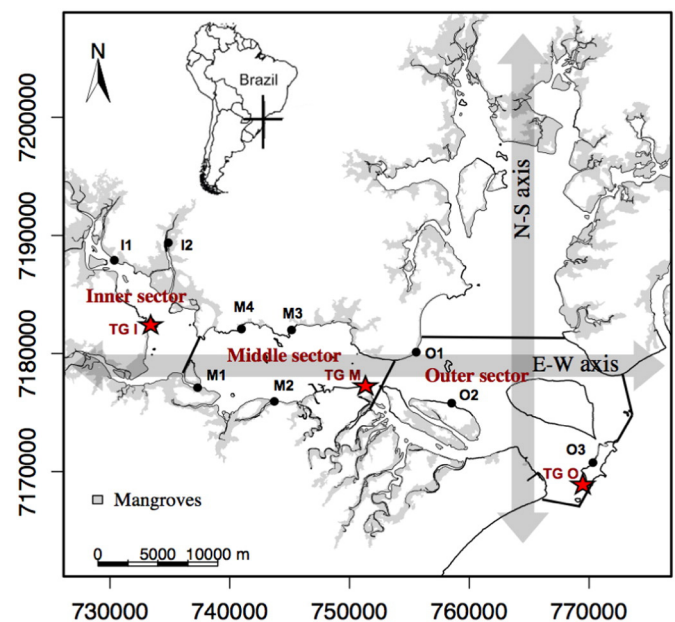 N
Brazil
7200000
7190000
7180000
7170000
N-S axis
I1
I2
Inner sector
TG I
M4
M3
Middle sector
TG M
M1
M2
O1
E-W axis
Outer sector
O2
O3
TG O
Mangroves
0 5000 10000 m
730000 740000 750000 760000 770000